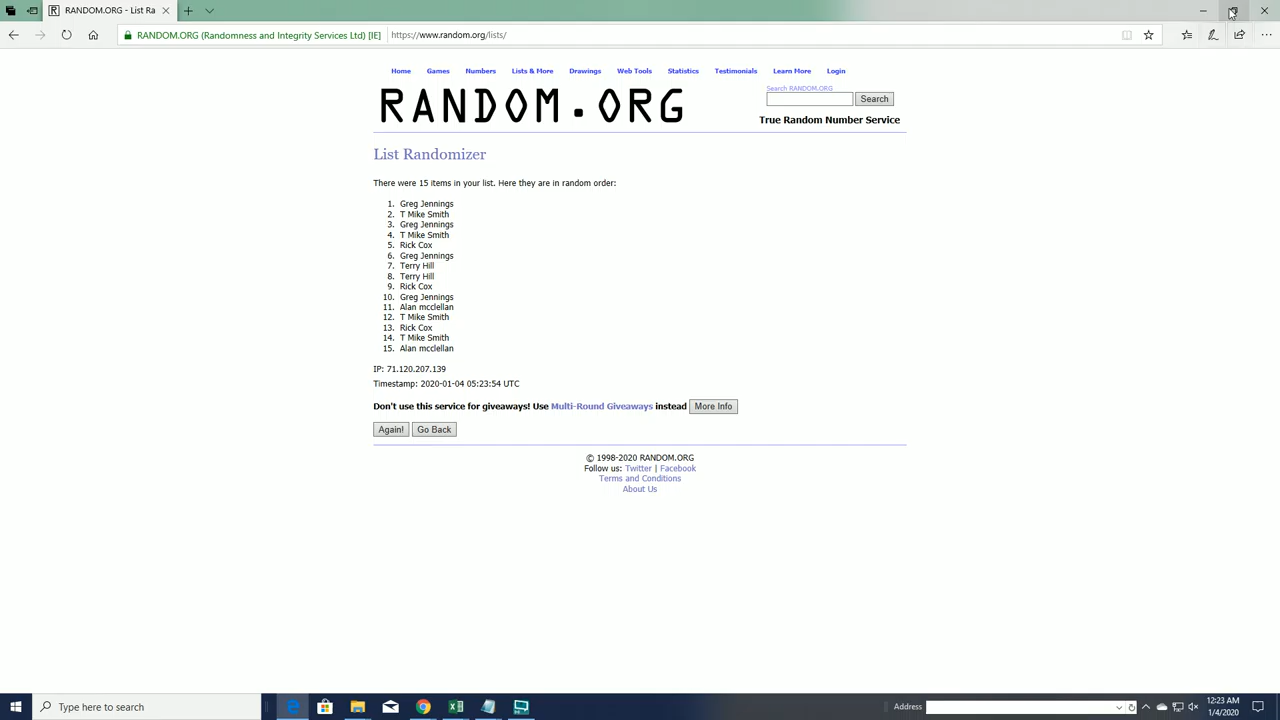 RANDOM.ORG - List Ra
RANDOM.ORG - List Ra
RANDOM.ORG (Randomness and Integrity Services Ltd) [IE]
https://www.random.org/lists/
Home Games Numbers Lists & More Drawings Web Tools Statistics Testimonials Learn More Login
RANDOM.ORG
Search RANDOM.ORG
Search
True Random Number Service
List Randomizer
There were 15 items in your list. Here they are in random order:
1. Greg Jennings
2. T Mike Smith
3. Greg Jennings
4. T Mike Smith
5. Rick Cox
6. Greg Jennings
7. Terry Hill
8. Terry Hill
9. Rick Cox
10. Greg Jennings
11. Alan mcclellan
12. T Mike Smith
13. Rick Cox
14. T Mike Smith
15. Alan mcclellan
IP: 71.120.207.139
Timestamp: 2020-01-04 05:23:54 UTC
Don't use this service for giveaways! Use Multi-Round Giveaways instead More Info
Again! Go Back
© 1998-2020 RANDOM.ORG
Follow us: Twitter | Facebook
Terms and Conditions
About Us
Type here to search
Address
12:23 AM
1/4/2020